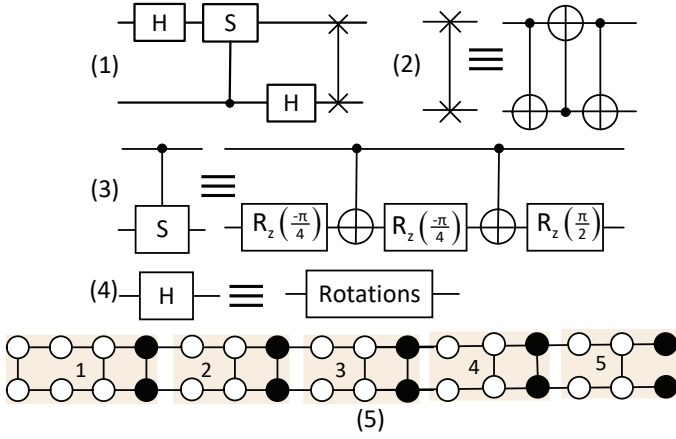 H S
(1) (2)
H
(3) S R_z(-π/4) R_z(-π/4) R_z(π/2)
(4) H Rotations
1 2 3 4 5
(5)